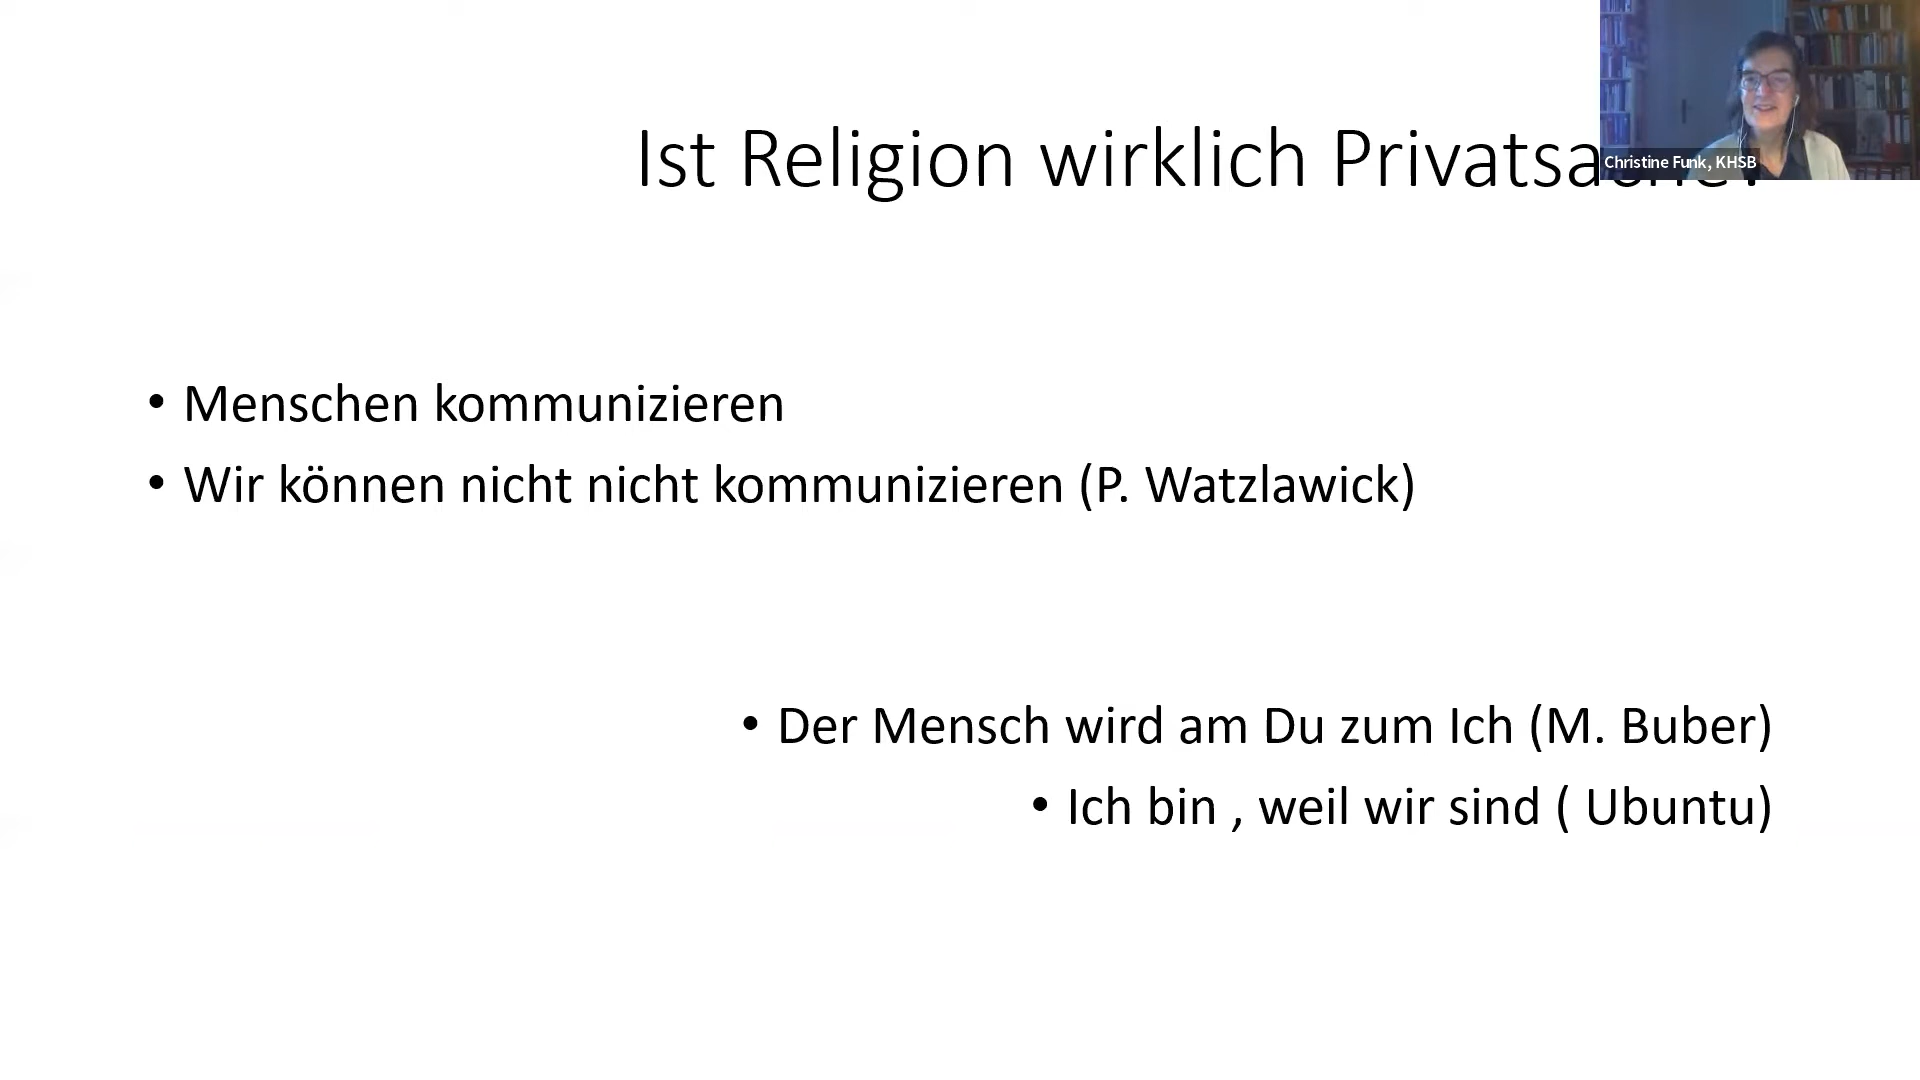 Ist Religion wirklich Privatsache?
Christine Funk, KHSB
• Menschen kommunizieren
• Wir können nicht nicht kommunizieren (P. Watzlawick)
• Der Mensch wird am Du zum Ich (M. Buber)
• Ich bin , weil wir sind ( Ubuntu)